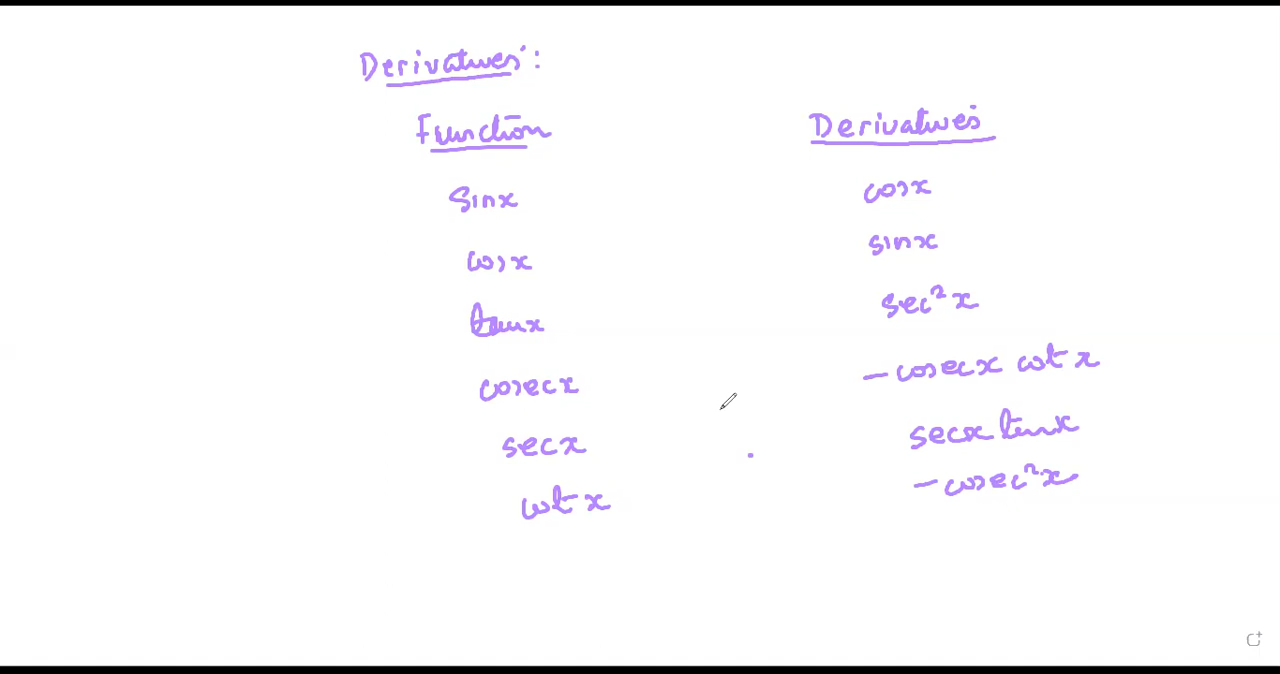 Derivatives:
Function Derivatives
sinx cosx
cosx sinx
tanx sec²x
cosecx -cosecx cotx
secx secx tanx
cotx -cosec²x